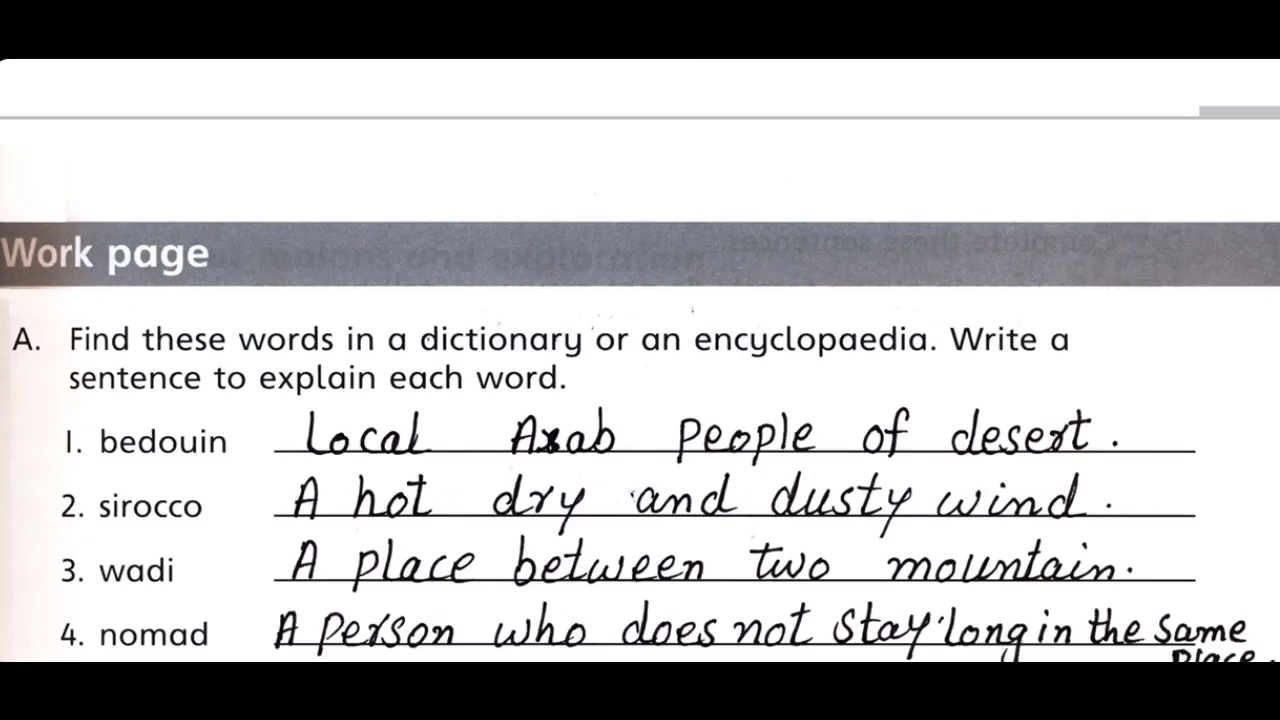 Work page
A. Find these words in a dictionary or an encyclopaedia. Write a
sentence to explain each word.
1. bedouin Local Arab people of desert.
2. sirocco A hot dry and dusty wind.
3. wadi A place between two mountain.
4. nomad A person who does not stay long in the same
place.